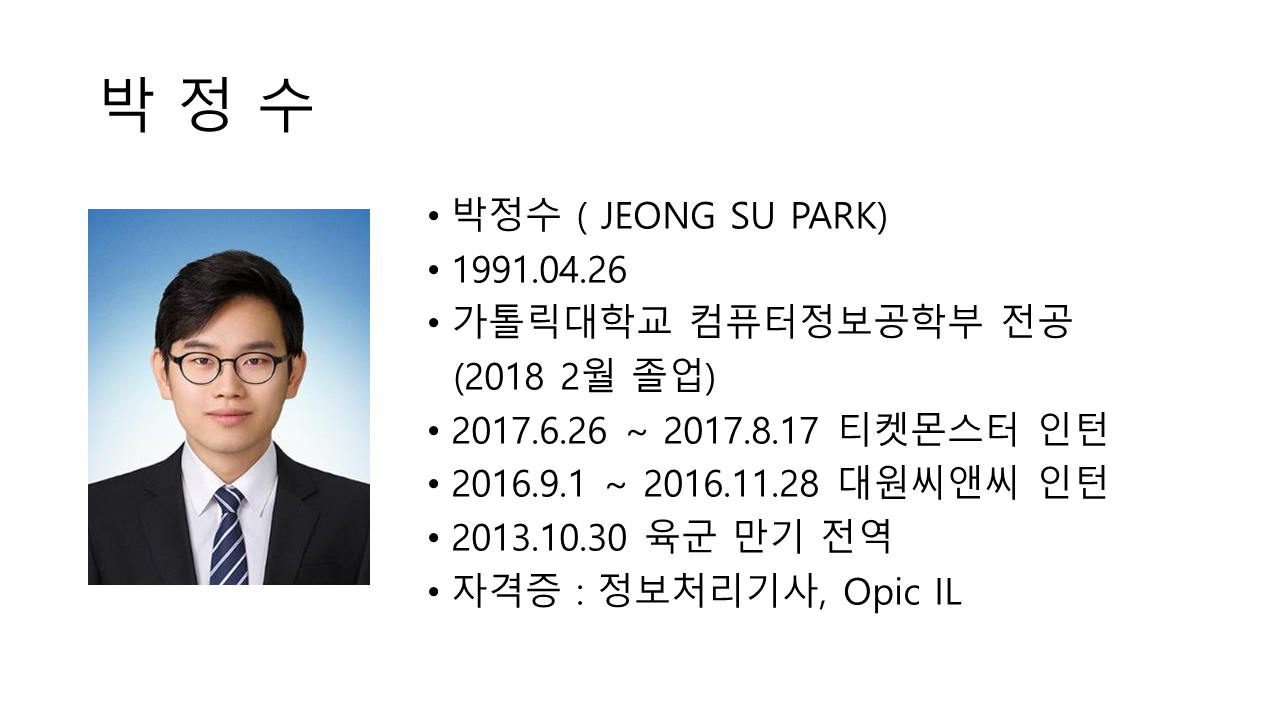 박 정 수
• 박정수 ( JEONG SU PARK)
• 1991.04.26
• 가톨릭대학교 컴퓨터정보공학부 전공
(2018 2월 졸업)
• 2017.6.26 ~ 2017.8.17 티켓몬스터 인턴
• 2016.9.1 ~ 2016.11.28 대원씨앤씨 인턴
• 2013.10.30 육군 만기 전역
• 자격증 : 정보처리기사, Opic IL